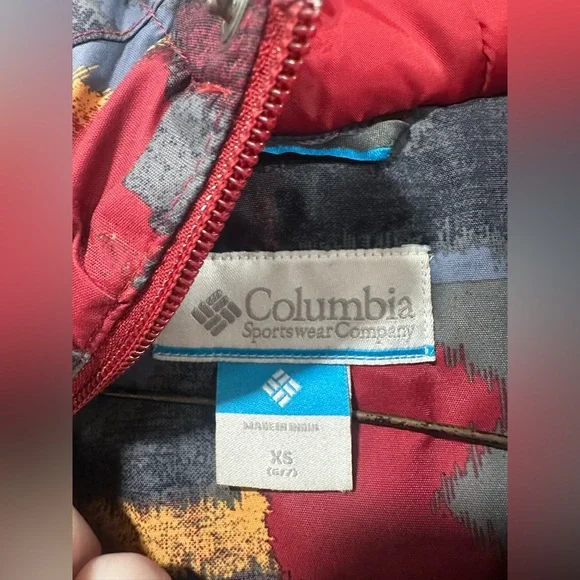 Columbia
Sportswear Company
MADE IN INDIA
XS
(6/7)